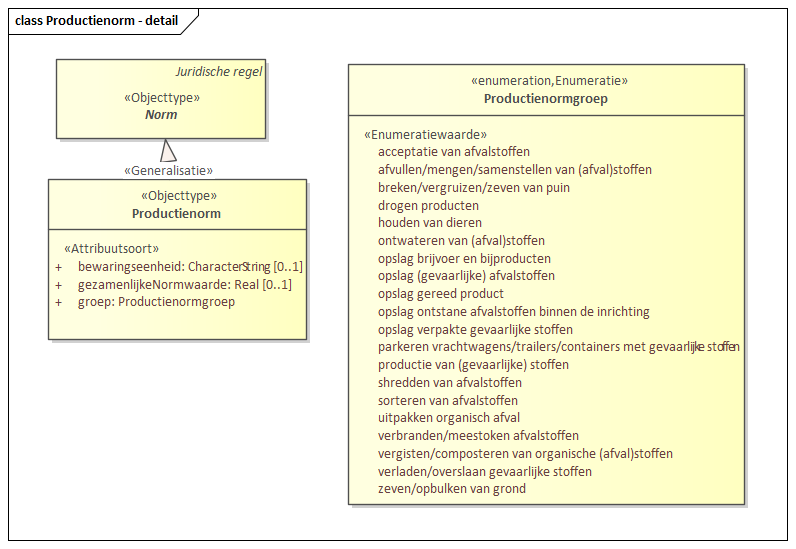 class Productienorm - detail
Juridische regel
«Objecttype»
Norm
«Generalisatie»
«Objecttype»
Productienorm
«Attribuutsoort»
+ bewaringseenheid: CharacterString [0..1]
+ gezamenlijkeNormwaarde: Real [0..1]
+ groep: Productienormgroep
«enumeration,Enumeratie»
Productienormgroep
«Enumeratiewaarde»
acceptatie van afvalstoffen
afvullen/mengen/samenstellen van (afval)stoffen
breken/vergruizen/zeven van puin
drogen producten
houden van dieren
ontwateren van (afval)stoffen
opslag brijvoer en bijproducten
opslag (gevaarlijke) afvalstoffen
opslag gereed product
opslag ontstane afvalstoffen binnen de inrichting
opslag verpakte gevaarlijke stoffen
parkeren vrachtwagens/trailers/containers met gevaarlijke stoffen
productie van (gevaarlijke) stoffen
shredden van afvalstoffen
sorteren van afvalstoffen
uitpakken organisch afval
verbranden/meestoken afvalstoffen
vergisten/composteren van organische (afval)stoffen
verladen/overslaan gevaarlijke stoffen
zeven/opbulken van grond